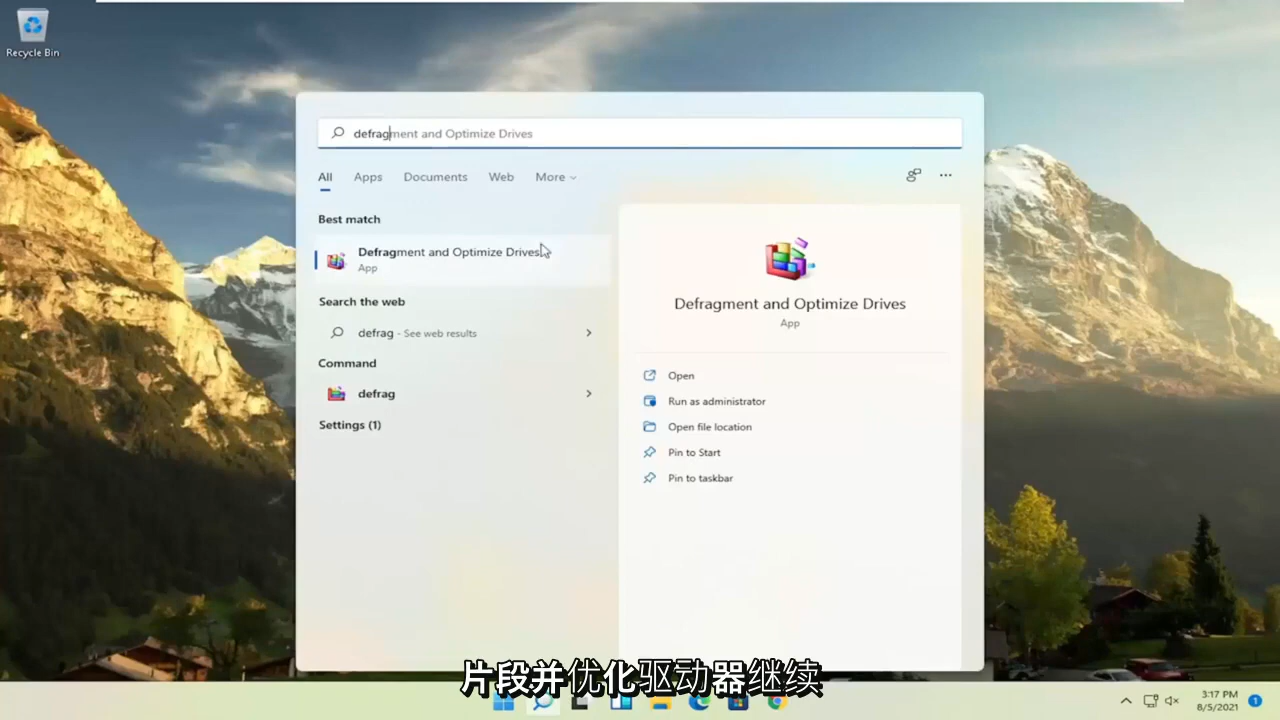 Recycle Bin
defragment and Optimize Drives
All Apps Documents Web More
Best match
Defragment and Optimize Drives
App
Search the web
defrag - See web results
Command
defrag
Settings (1)
Defragment and Optimize Drives
App
Open
Run as administrator
Open file location
Pin to Start
Pin to taskbar
片段并优化驱动器继续
3:17 PM
8/5/2021
1